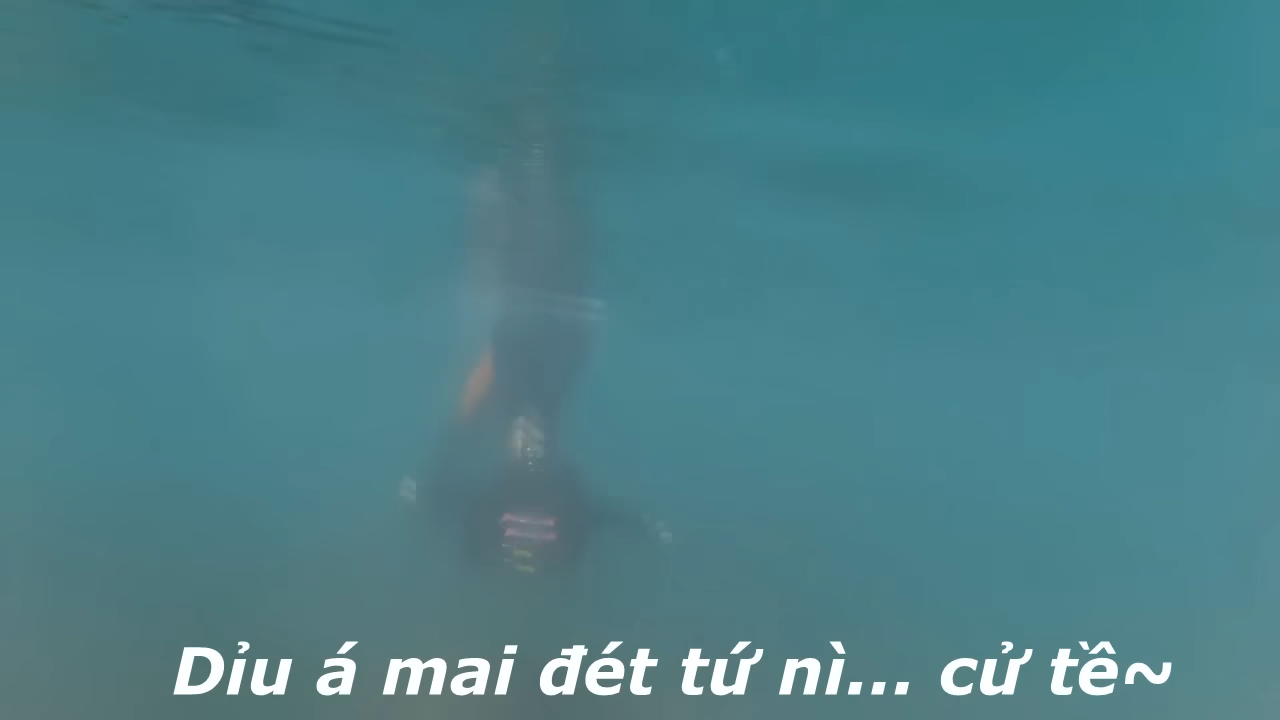 Dỉu á mai đét tứ nì... cử tề~